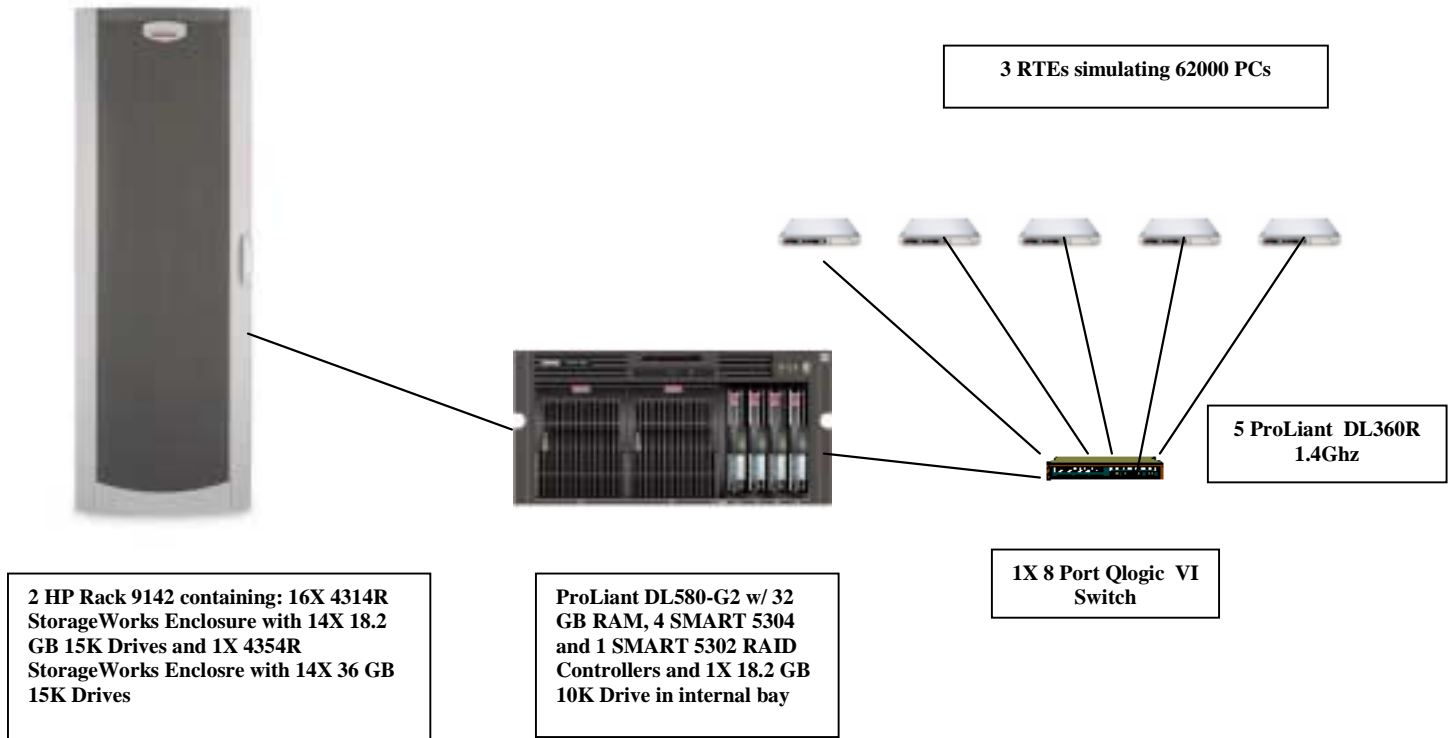 3 RTEs simulating 62000 PCs
5 ProLiant DL360R
1.4Ghz
1X 8 Port Qlogic VI
Switch
2 HP Rack 9142 containing: 16X 4314R
StorageWorks Enclosure with 14X 18.2
GB 15K Drives and 1X 4354R
StorageWorks Enclosre with 14X 36 GB
15K Drives
ProLiant DL580-G2 w/ 32
GB RAM, 4 SMART 5304
and 1 SMART 5302 RAID
Controllers and 1X 18.2 GB
10K Drive in internal bay